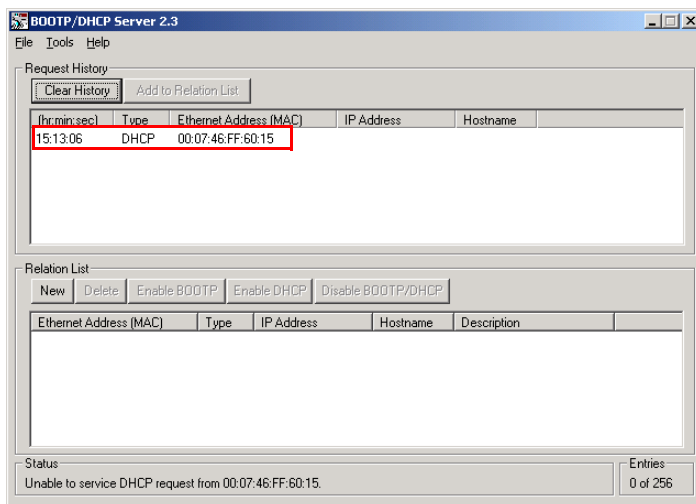 BOOTP/DHCP Server 2.3
File Tools Help
Request History
Clear History Add to Relation List
(hr:min:sec) Type Ethernet Address (MAC) IP Address Hostname
15:13:06 DHCP 00:07:46:FF:60:15
Relation List
New Delete Enable BOOTP Enable DHCP Disable BOOTP/DHCP
Ethernet Address (MAC) Type IP Address Hostname Description
Status
Unable to service DHCP request from 00:07:46:FF:60:15.
Entries
0 of 256